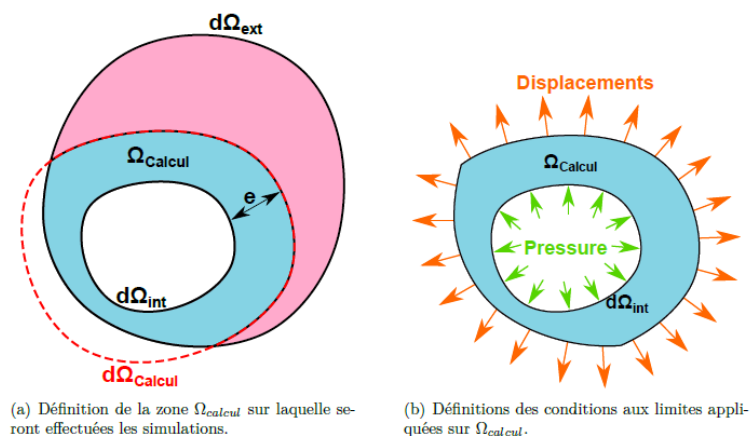 dΩext
ΩCalcul
e
dΩint
dΩCalcul
(a) Définition de la zone Ωcalcul sur laquelle se-
ront effectuées les simulations.
Displacements
ΩCalcul
Pressure
dΩint
(b) Définitions des conditions aux limites appli-
quées sur Ωcalcul.